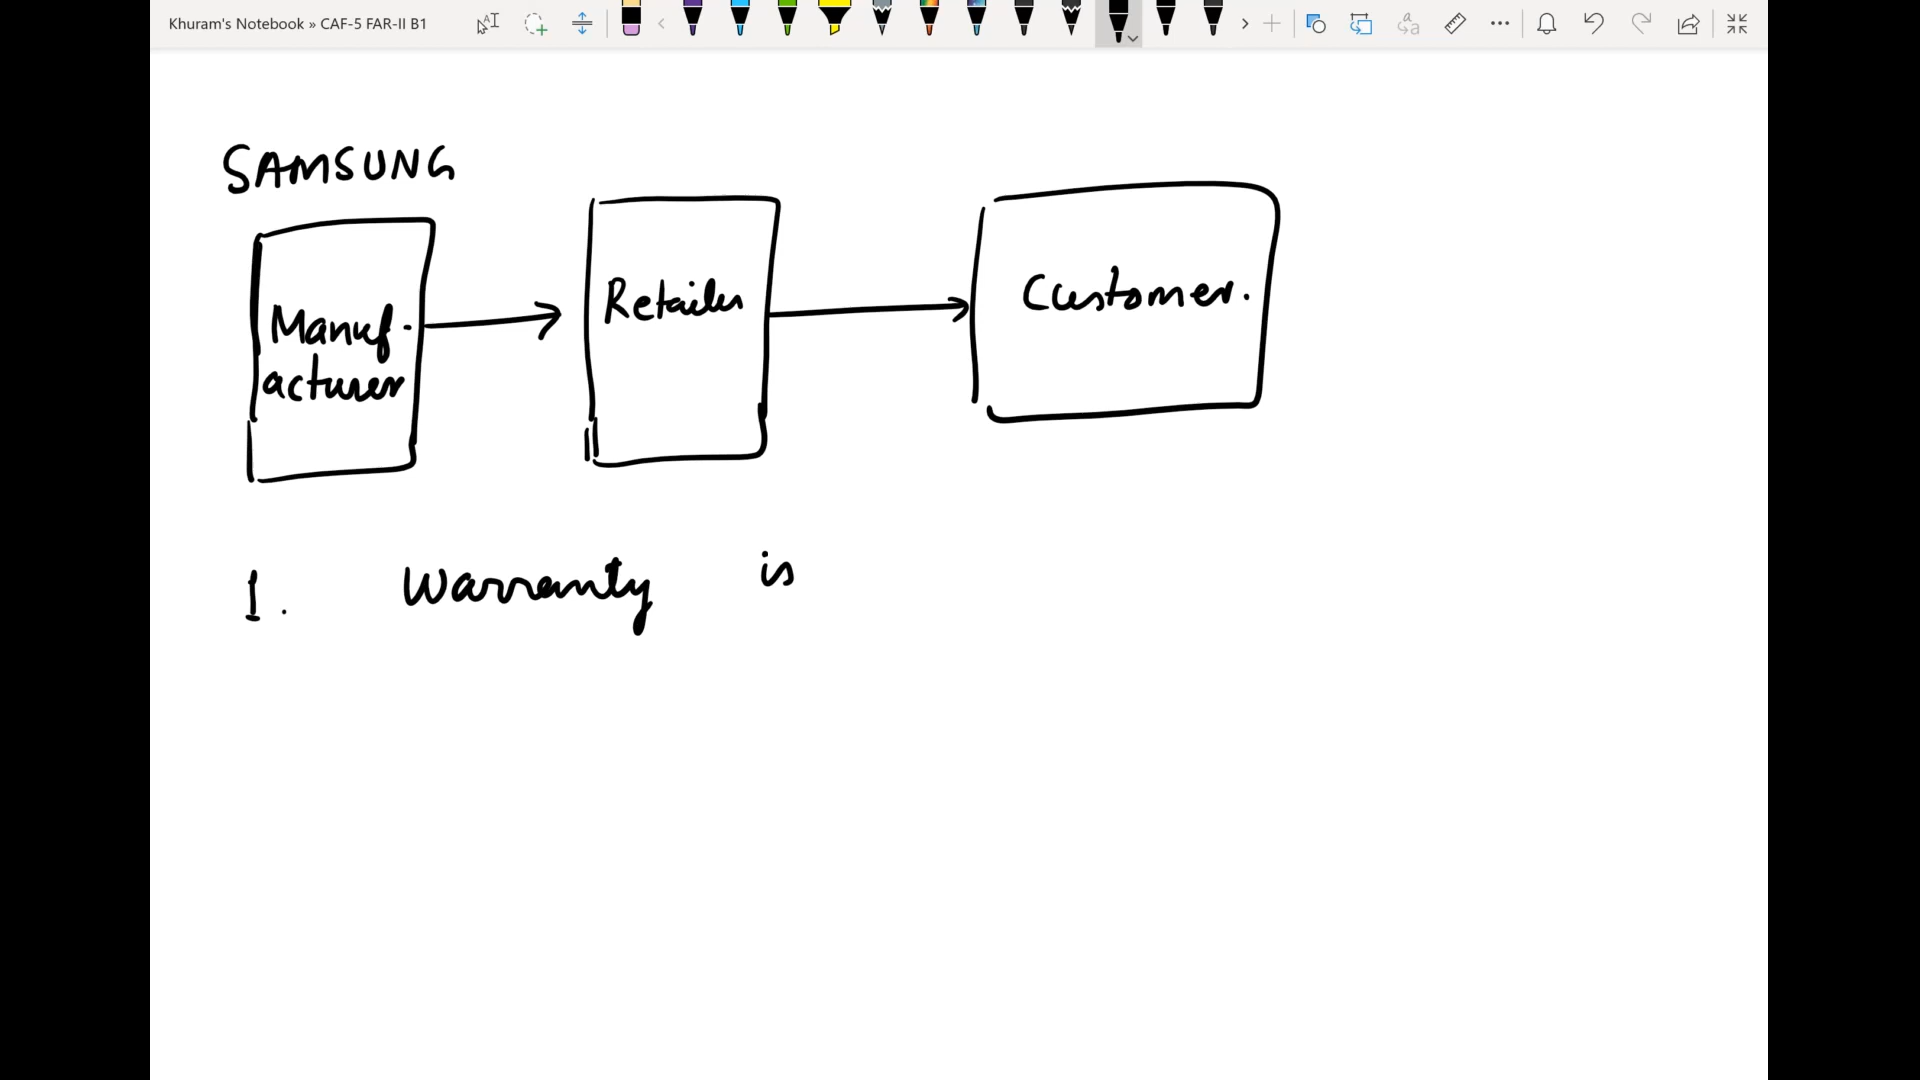 Khuram's Notebook » CAF-5 FAR-II B1
SAMSUNG
Manuf-
acturer
Retailer
Customer.
1. Warranty is